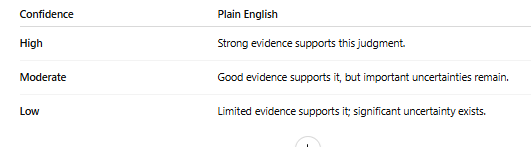 Confidence Plain English
High Strong evidence supports this judgment.
Moderate Good evidence supports it, but important uncertainties remain.
Low Limited evidence supports it; significant uncertainty exists.